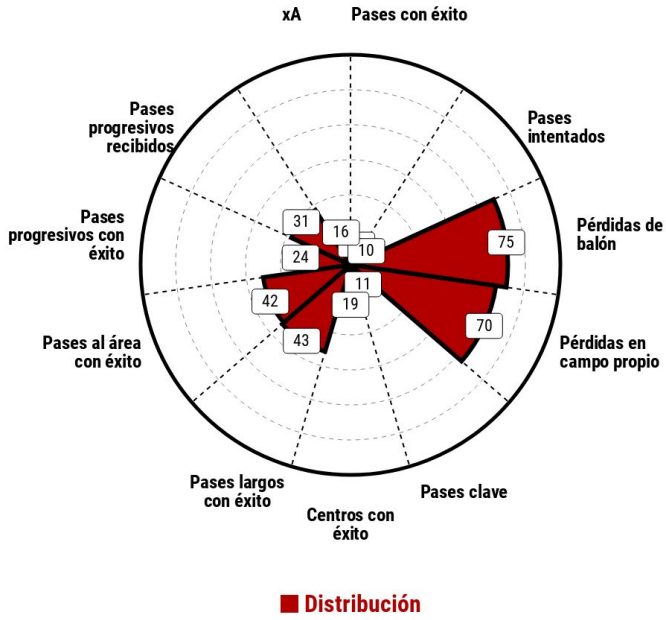 xA
Pases con éxito
Pases
progresivos
recibidos
Pases
intentados
Pases
progresivos con
éxito
Pérdidas de
balón
31
16
10
75
24
42
11
19
43
70
Pases al área
con éxito
Pérdidas en
campo propio
Pases largos
con éxito
Pases clave
Centros con
éxito
Distribución